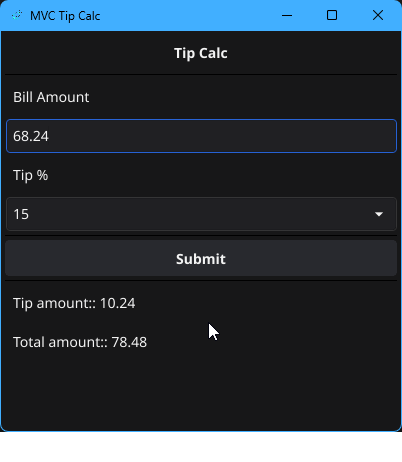 MVC Tip Calc
Tip Calc
Bill Amount
68.24
Tip %
15
Submit
Tip amount:: 10.24
Total amount:: 78.48